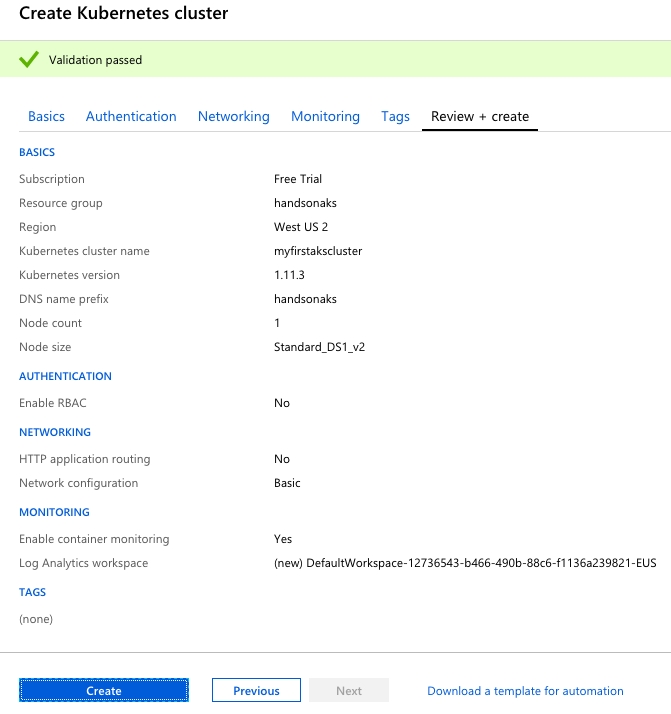 Create Kubernetes cluster
Validation passed
Basics Authentication Networking Monitoring Tags Review + create
BASICS
Subscription Free Trial
Resource group handsonaks
Region West US 2
Kubernetes cluster name myfirstakscluster
Kubernetes version 1.11.3
DNS name prefix handsonaks
Node count 1
Node size Standard_DS1_v2
AUTHENTICATION
Enable RBAC No
NETWORKING
HTTP application routing No
Network configuration Basic
MONITORING
Enable container monitoring Yes
Log Analytics workspace (new) DefaultWorkspace-12736543-b466-490b-88c6-f1136a239821-EUS
TAGS
(none)
Create Previous Next Download a template for automation